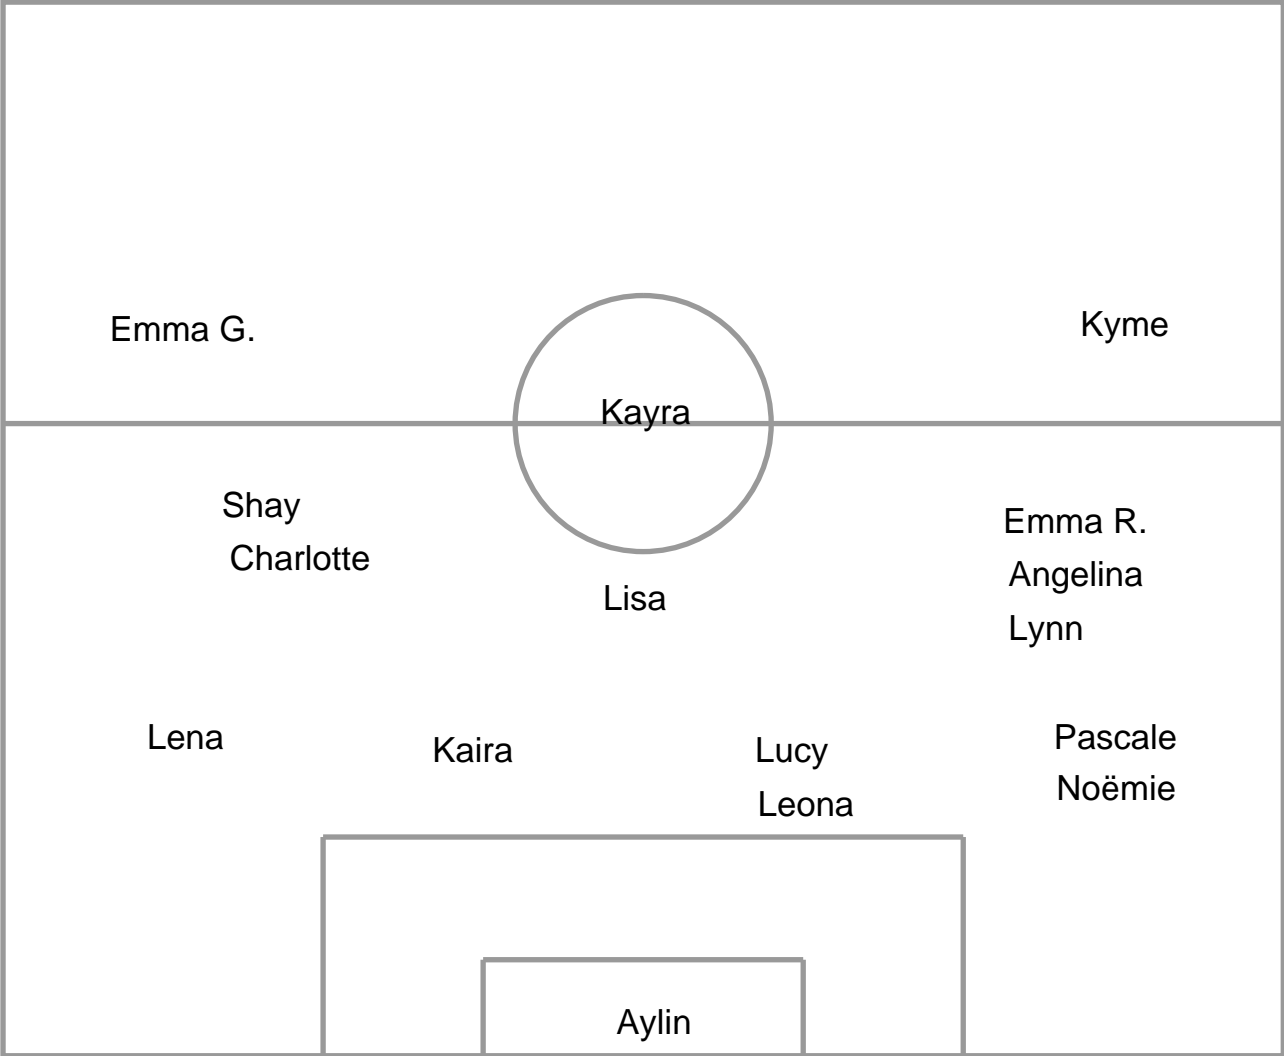 Emma G.
Kyme
Kayra
Shay
Charlotte
Emma R.
Angelina
Lisa
Lynn
Lena
Kaira
Lucy
Leona
Pascale
Noëmie
Aylin